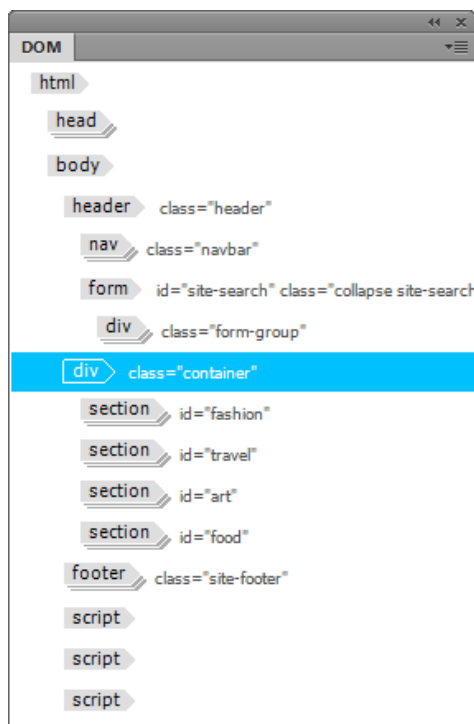 DOM
html
head
body
header class="header"
nav class="navbar"
form id="site-search" class="collapse site-search
div class="form-group"
div class="container"
section id="fashion"
section id="travel"
section id="art"
section id="food"
footer class="site-footer"
script
script
script